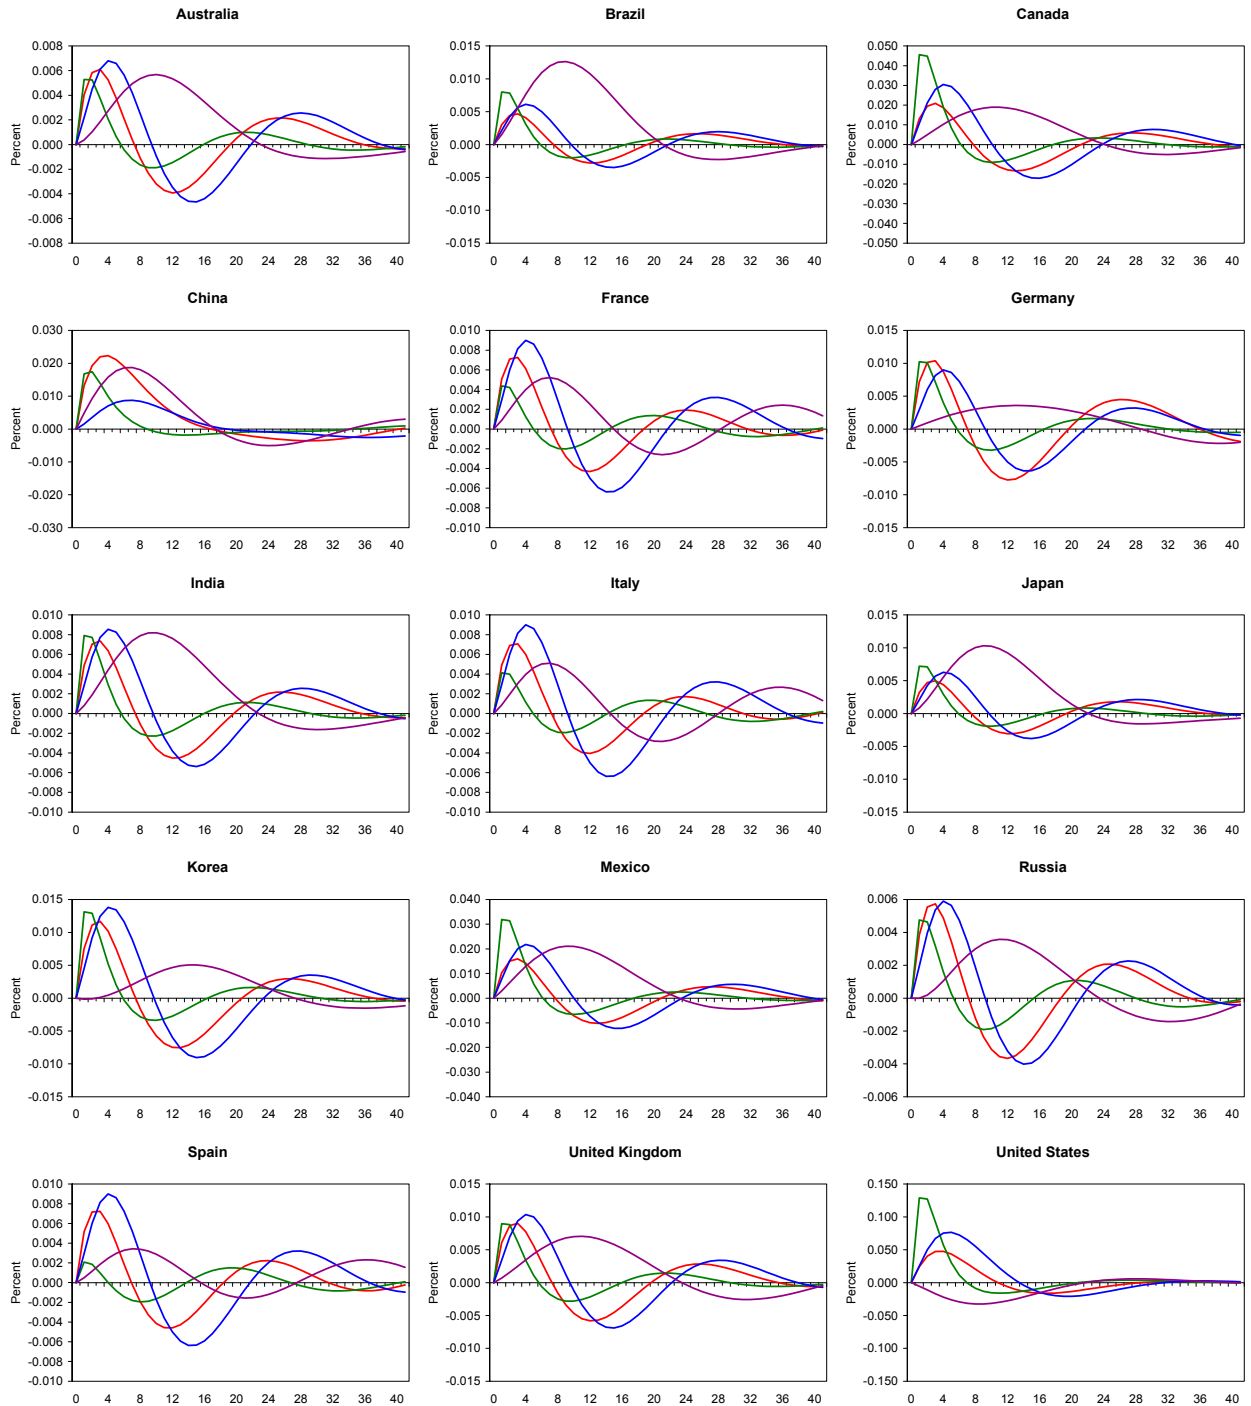 Australia Brazil Canada
0.008 0.015 0.050
0.006 0.010 0.040
0.004 0.005 0.030
0.002 0.000 0.020
0.000 -0.005 0.010
-0.002 -0.010 0.000
-0.004 -0.015 -0.010
-0.006 -0.020
-0.008 -0.030
-0.040
-0.050
Percent Percent Percent
0 4 8 12 16 20 24 28 32 36 40 0 4 8 12 16 20 24 28 32 36 40 0 4 8 12 16 20 24 28 32 36 40
China France Germany
0.030 0.010 0.015
0.020 0.008 0.010
0.010 0.006 0.005
0.000 0.004 0.000
-0.010 0.002 -0.005
-0.020 0.000 -0.010
-0.030 -0.002 -0.015
-0.004
-0.006
-0.008
-0.010
Percent Percent Percent
0 4 8 12 16 20 24 28 32 36 40 0 4 8 12 16 20 24 28 32 36 40 0 4 8 12 16 20 24 28 32 36 40
India Italy Japan
0.010 0.010 0.015
0.008 0.008 0.010
0.006 0.006 0.005
0.004 0.004 0.000
0.002 0.002 -0.005
0.000 0.000 -0.010
-0.002 -0.002 -0.015
-0.004 -0.004
-0.006 -0.006
-0.008 -0.008
-0.010 -0.010
Percent Percent Percent
0 4 8 12 16 20 24 28 32 36 40 0 4 8 12 16 20 24 28 32 36 40 0 4 8 12 16 20 24 28 32 36 40
Korea Mexico Russia
0.015 0.040 0.006
0.010 0.030 0.004
0.005 0.020 0.002
0.000 0.010 0.000
-0.005 0.000 -0.002
-0.010 -0.010 -0.004
-0.015 -0.020 -0.006
-0.030
-0.040
Percent Percent Percent
0 4 8 12 16 20 24 28 32 36 40 0 4 8 12 16 20 24 28 32 36 40 0 4 8 12 16 20 24 28 32 36 40
Spain United Kingdom United States
0.010 0.015 0.150
0.008 0.010 0.100
0.006 0.005 0.050
0.004 0.000 0.000
0.002 -0.005 -0.050
0.000 -0.010 -0.100
-0.002 -0.015 -0.150
-0.004
-0.006
-0.008
-0.010
Percent Percent Percent
0 4 8 12 16 20 24 28 32 36 40 0 4 8 12 16 20 24 28 32 36 40 0 4 8 12 16 20 24 28 32 36 40